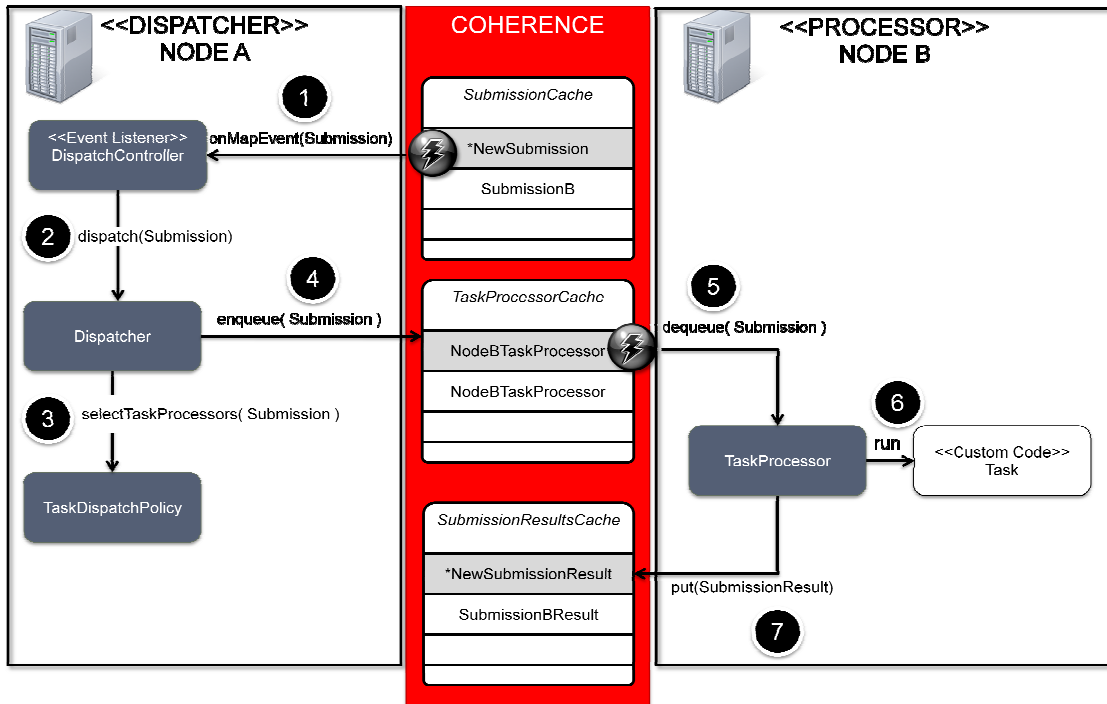 <<DISPATCHER>>
NODE A
1
<<Event Listener>>
DispatchController
onMapEvent(Submission)
2
dispatch(Submission)
4
Dispatcher
enqueue( Submission )
3
selectTaskProcessors( Submission )
TaskDispatchPolicy
COHERENCE
SubmissionCache
*NewSubmission
SubmissionB
TaskProcessorCache
NodeBTaskProcessor
NodeBTaskProcessor
SubmissionResultsCache
*NewSubmissionResult
SubmissionBResult
<<PROCESSOR>>
NODE B
5
dequeue( Submission )
6
TaskProcessor
run
<<Custom Code>>
Task
put(SubmissionResult)
7